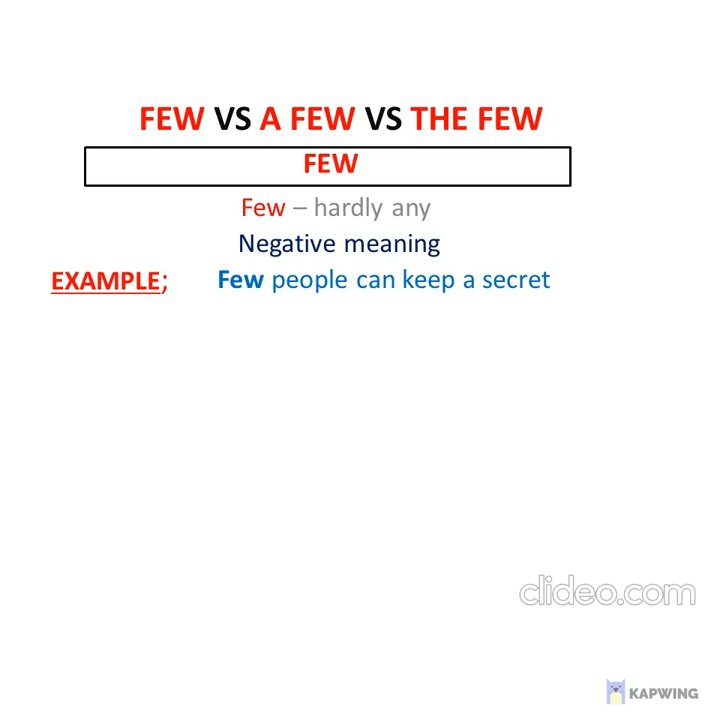 FEW VS A FEW VS THE FEW
FEW
Few – hardly any
Negative meaning
EXAMPLE; Few people can keep a secret
clideo.com
KAPWING